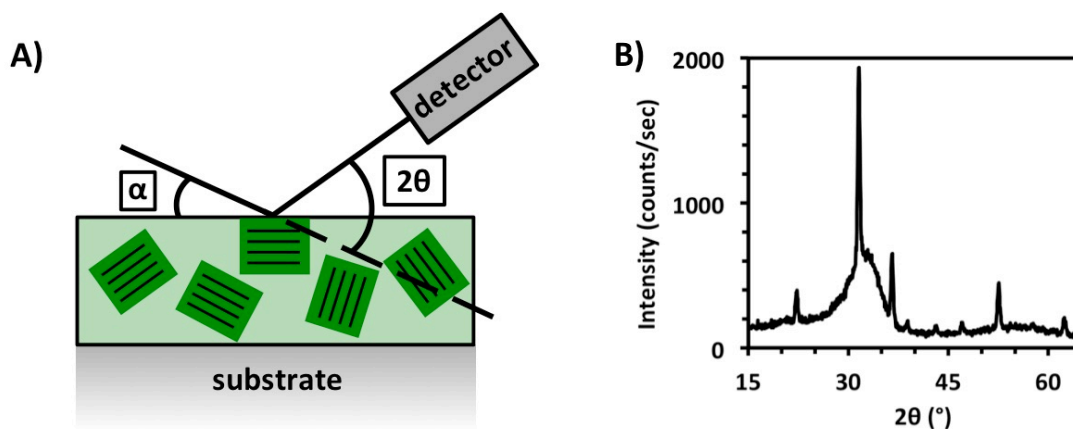 A)
detector
α
2θ
substrate
B)
Intensity (counts/sec)
2000
1000
0
15
30
45
60
2θ (°)